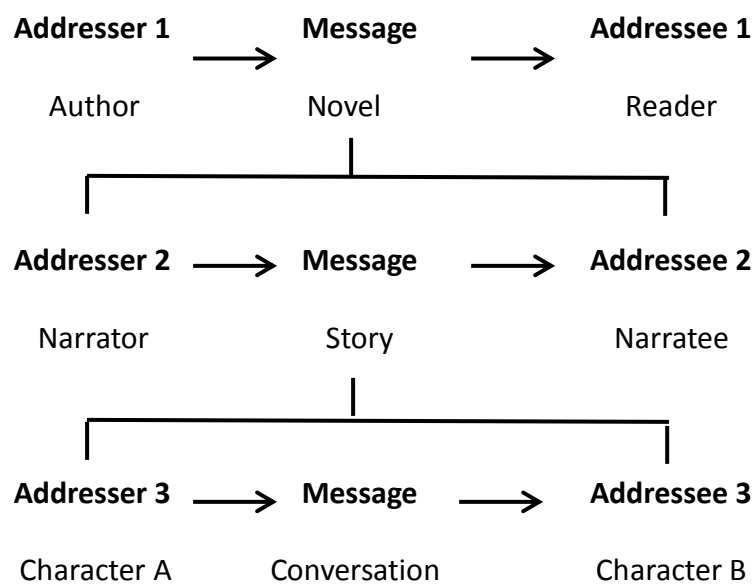 Addresser 1 Message Addressee 1
Author Novel Reader
Addresser 2 Message Addressee 2
Narrator Story Narratee
Addresser 3 Message Addressee 3
Character A Conversation Character B